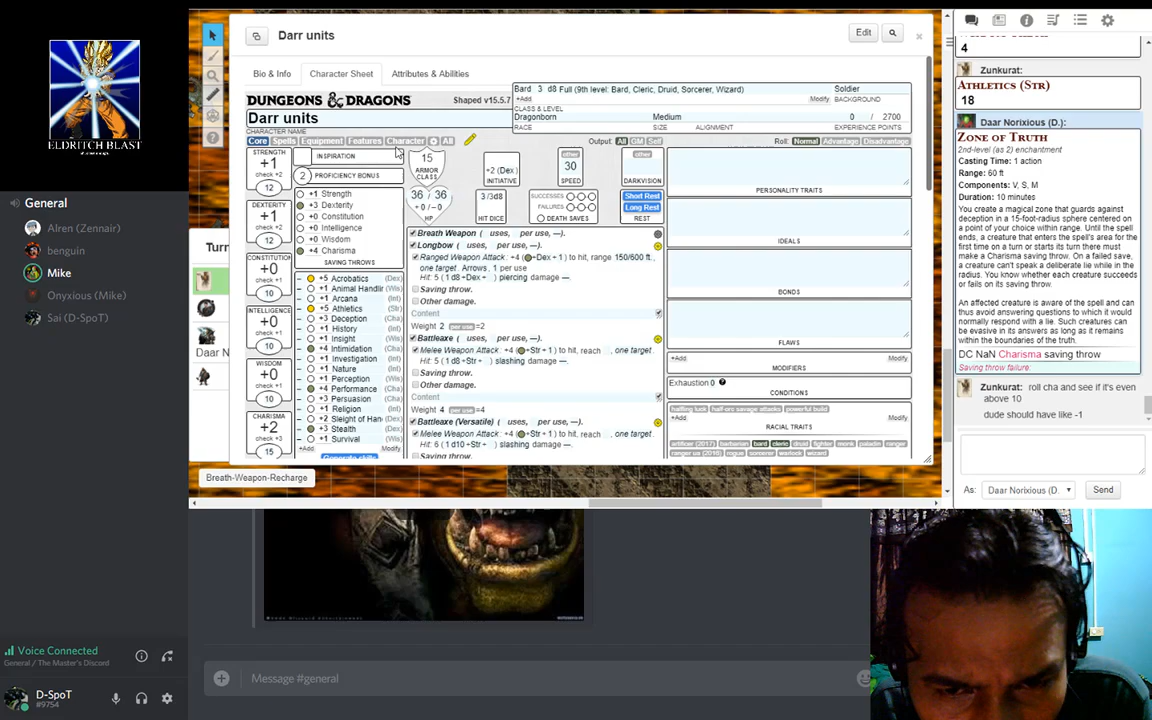 ELDRITCH BLAST
General
Alren (Zennair)
benguin
Mike
Onyxious (Mike)
Sai (D-SpoT)
Voice Connected
General / The Master's Discord
D-SpoT
#9754
Turn
Daar N
Darr units
Edit
Bio & Info
Character Sheet
Attributes & Abilities
DUNGEONS & DRAGONS
Shaped v15.5.7
Darr units
CHARACTER NAME
Bard 3 d8 Full (9th level: Bard, Cleric, Druid, Sorcerer, Wizard)
+Add
Modify
Soldier
CLASS & LEVEL
BACKGROUND
Dragonborn
Medium
0 / 2700
RACE
SIZE
ALIGNMENT
EXPERIENCE POINTS
Core
Spells
Equipment
Features
Character
All
Output: All GM Self
Roll: Normal Advantage Disadvantage
STRENGTH
+1
check +2
12
DEXTERITY
+1
check +2
12
CONSTITUTION
+0
check +1
10
INTELLIGENCE
+0
check +1
10
WISDOM
+0
check +1
10
CHARISMA
+2
check +3
15
INSPIRATION
2
PROFICIENCY BONUS
+1 Strength
+3 Dexterity
+0 Constitution
+0 Intelligence
+0 Wisdom
+4 Charisma
SAVING THROWS
+5 Acrobatics (Dex)
+1 Animal Handlin (Wis)
+1 Arcana (Int)
+5 Athletics (Str)
+3 Deception (Cha)
+1 History (Int)
+1 Insight (Wis)
+4 Intimidation (Cha)
+1 Investigation (Int)
+1 Nature (Int)
+1 Perception (Wis)
+4 Performance (Cha)
+3 Persuasion (Cha)
+1 Religion (Int)
+2 Sleight of Han (Dex)
+3 Stealth (Dex)
+1 Survival (Wis)
+Add
Modify
Generate skills
15
ARMOR
CLASS
36 / 36
+ 0 / – 0
HP
+2 (Dex)
INITIATIVE
3 /3d8
HIT DICE
other
30
SPEED
SUCCESSES
FAILURES
DEATH SAVES
other
DARKVISION
Short Rest
Long Rest
REST
Breath Weapon ( uses, per use, —).
Longbow ( uses, per use, —).
Ranged Weapon Attack: +4 ( +Dex + 1) to hit, range 150/600 ft.,
one target. Arrows, 1 per use
Hit: 5 (1d8 +Dex + ) piercing damage —.
Saving throw.
Other damage.
Content
Weight 2 per use =2
Battleaxe ( uses, per use, —).
Melee Weapon Attack: +4 ( +Str + 1) to hit, reach , one target.
Hit: 5 (1d8 +Str + ) slashing damage —.
Saving throw.
Other damage.
Content
Weight 4 per use =4
Battleaxe (Versatile) ( uses, per use, —).
Melee Weapon Attack: +4 ( +Str + 1) to hit, reach , one target.
Hit: 6 (1d10 +Str + ) slashing damage —.
Saving throw.
PERSONALITY TRAITS
IDEALS
BONDS
FLAWS
+Add
Modify
MODIFIERS
Exhaustion 0
CONDITIONS
halfling luck half-orc savage attacks powerful build
+Add
Modify
RACIAL TRAITS
artificer (2017) barbarian bard cleric druid fighter monk paladin ranger
ranger ua (2016) rogue sorcerer warlock wizard
Breath-Weapon-Recharge
4
Zunkurat:
ATHLETICS (STR)
18
Daar Norixious (D.):
ZONE OF TRUTH
2nd-level (as 2) enchantment
Casting Time: 1 action
Range: 60 ft
Components: V, S, M
Duration: 10 minutes
You create a magical zone that guards against
deception in a 15-foot-radius sphere centered on
a point of your choice within range. Until the spell
ends, a creature that enters the spell's area for the
first time on a turn or starts its turn there must
make a Charisma saving throw. On a failed save,
a creature can't speak a deliberate lie while in the
radius. You know whether each creature succeeds
or fails on its saving throw.
An affected creature is aware of the spell and can
thus avoid answering questions to which it would
normally respond with a lie. Such creatures can
be evasive in its answers as long as it remains
within the boundaries of the truth.
DC NaN Charisma saving throw
Saving throw failure:
Zunkurat: roll cha and see if it's even
above 10
dude should have like -1
As:
Daar Norixious (D.
Send
Message #general